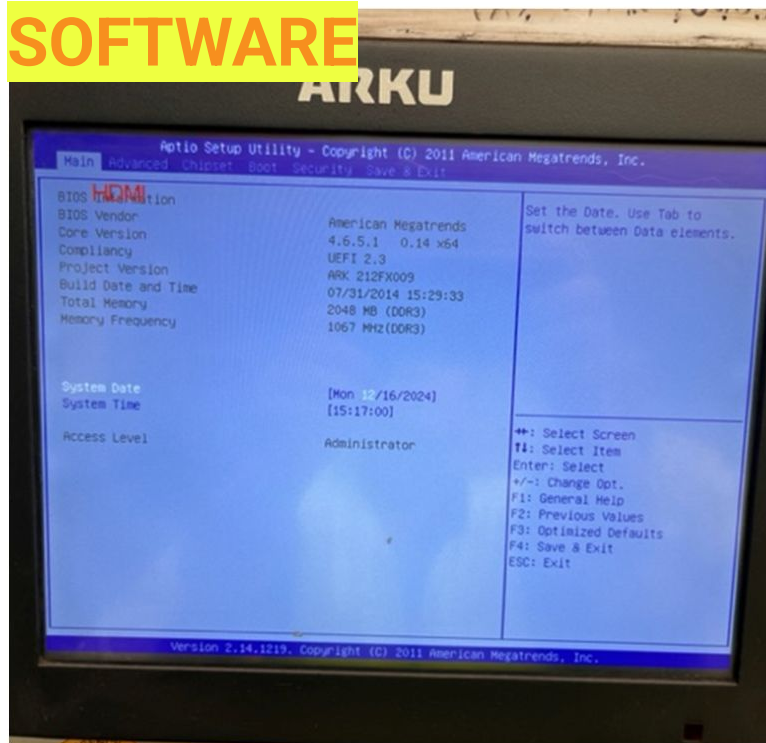 SOFTWARE
ARKU
Aptio Setup Utility - Copyright (C) 2011 American Megatrends, Inc.
Main Advanced Chipset Boot Security Save & Exit
HDMI
BIOS Information
BIOS Vendor American Megatrends
Core Version 4.6.5.1 0.14 x64
Compliancy UEFI 2.3
Project Version ARK 212FX009
Build Date and Time 07/31/2014 15:29:33
Total Memory 2048 MB (DDR3)
Memory Frequency 1067 MHz(DDR3)
System Date [Mon 12/16/2024]
System Time [15:17:00]
Access Level Administrator
Set the Date. Use Tab to
switch between Data elements.
→←: Select Screen
↑↓: Select Item
Enter: Select
+/-: Change Opt.
F1: General Help
F2: Previous Values
F3: Optimized Defaults
F4: Save & Exit
ESC: Exit
Version 2.14.1219. Copyright (C) 2011 American Megatrends, Inc.